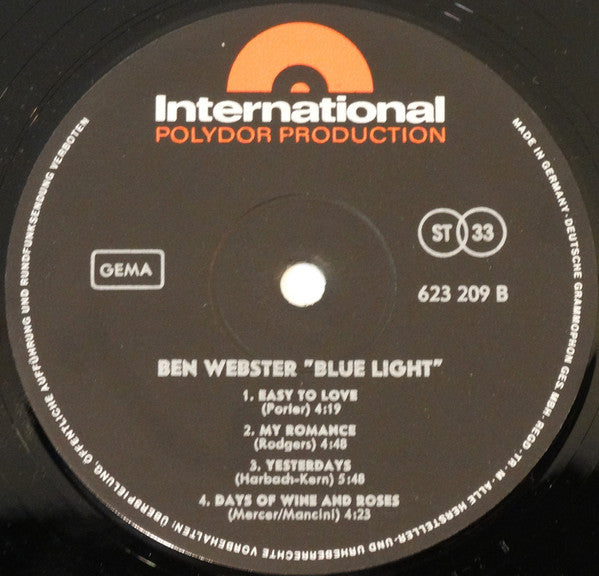 International
POLYDOR PRODUCTION
GEMA
ST 33
623 209 B
BEN WEBSTER "BLUE LIGHT"
1. EASY TO LOVE
(Porter) 4:19
2. MY ROMANCE
(Rodgers) 4:48
3. YESTERDAYS
(Harbach-Kern) 5:48
4. DAYS OF WINE AND ROSES
(Mercer/Mancini) 4:23
MADE IN GERMANY · DEUTSCHE GRAMMOPHON GES. MBH · REGD · TR · M · ALLE HERSTELLER- UND URHEBERRECHTE VORBEHALTEN; ÜBERSPIELUNG, ÖFFENTLICHE AUFFÜHRUNG UND RUNDFUNKSENDUNG VERBOTEN